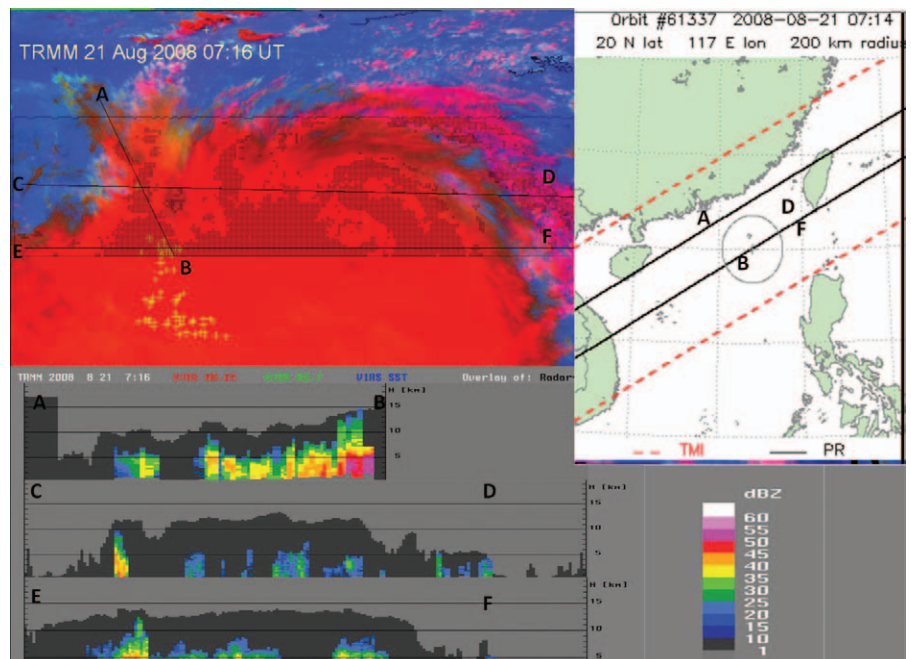 TRMM 21 Aug 2008 07:16 UT
A
C
D
E
F
B
Orbit #61337 2008-08-21 07:14
20 N lat 117 E lon 200 km radius
A
D
F
B
TMI
PR
TRMM 2008 8 21 7:16
VIRS SST
Overlay of: Radar
A
B
H [km]
15
10
5
C
D
H [km]
15
10
5
E
F
H [km]
15
10
5
dBZ
60
55
50
45
40
35
30
25
20
15
10
1